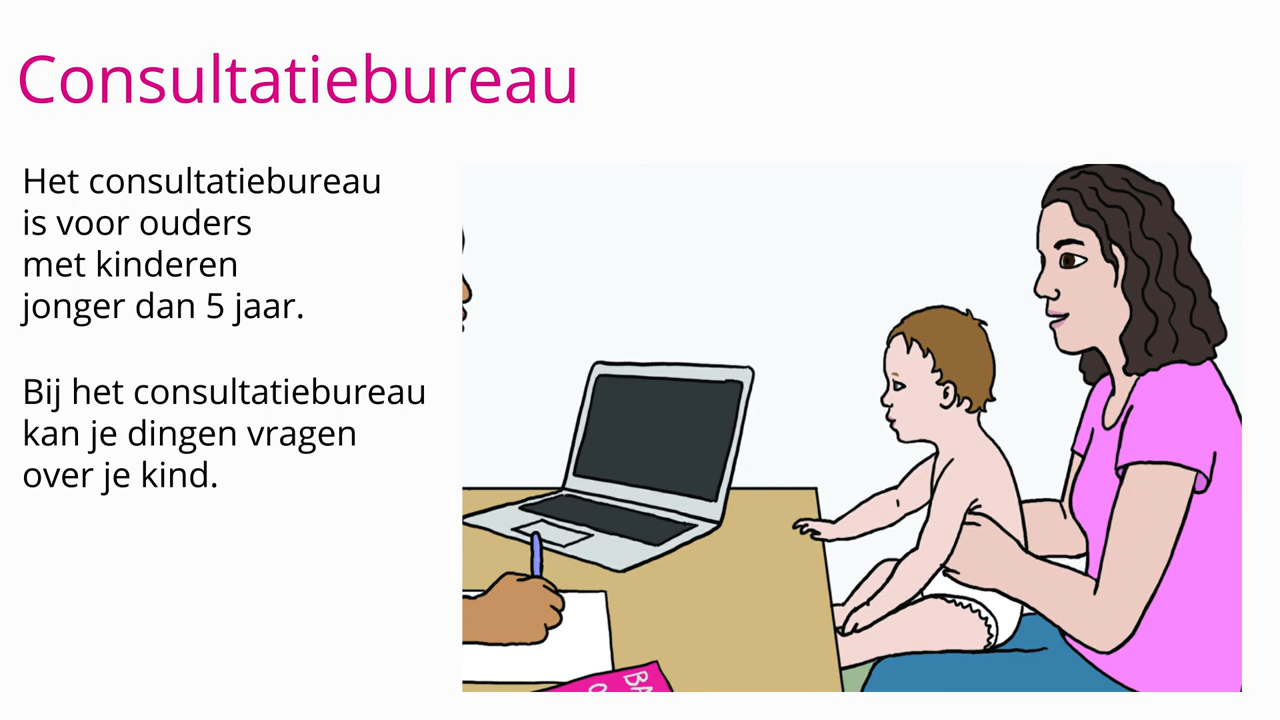 Consultatiebureau
Het consultatiebureau
is voor ouders
met kinderen
jonger dan 5 jaar.
Bij het consultatiebureau
kan je dingen vragen
over je kind.